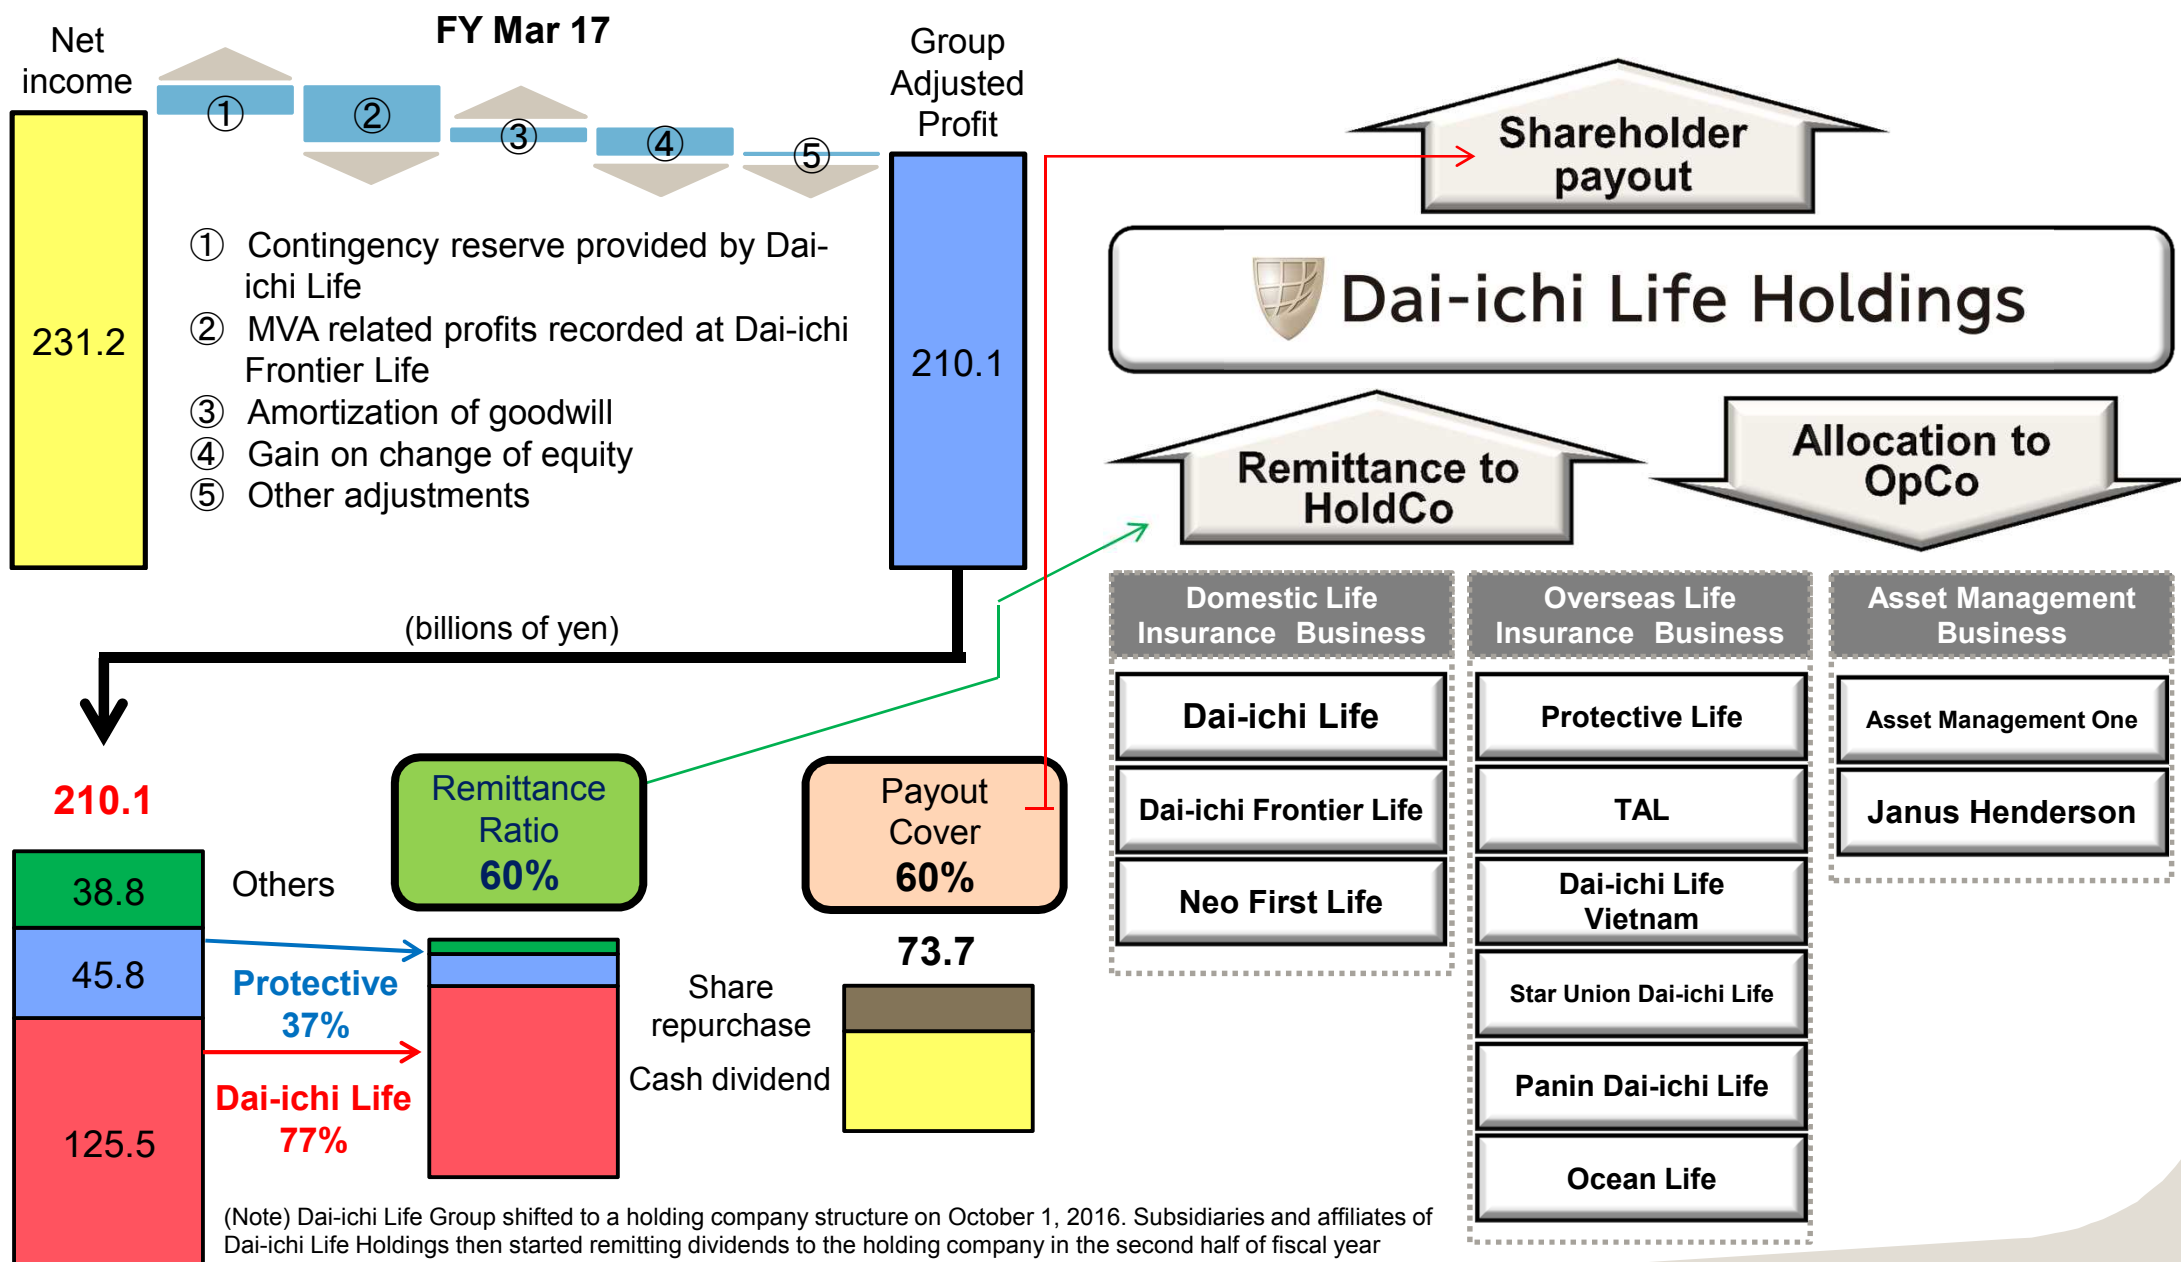 FY Mar 17
Net
income
①
②
③
④
⑤
Group
Adjusted
Profit
231.2
210.1
① Contingency reserve provided by Dai-
ichi Life
② MVA related profits recorded at Dai-ichi
Frontier Life
③ Amortization of goodwill
④ Gain on change of equity
⑤ Other adjustments
(billions of yen)
210.1
38.8
45.8
125.5
Others
Protective
37%
Dai-ichi Life
77%
Remittance
Ratio
60%
Payout
Cover
60%
73.7
Share
repurchase
Cash dividend
Shareholder
payout
Dai-ichi Life Holdings
Remittance to
HoldCo
Allocation to
OpCo
Domestic Life
Insurance Business
Dai-ichi Life
Dai-ichi Frontier Life
Neo First Life
Overseas Life
Insurance Business
Protective Life
TAL
Dai-ichi Life
Vietnam
Star Union Dai-ichi Life
Panin Dai-ichi Life
Ocean Life
Asset Management
Business
Asset Management One
Janus Henderson
(Note) Dai-ichi Life Group shifted to a holding company structure on October 1, 2016. Subsidiaries and affiliates of
Dai-ichi Life Holdings then started remitting dividends to the holding company in the second half of fiscal year